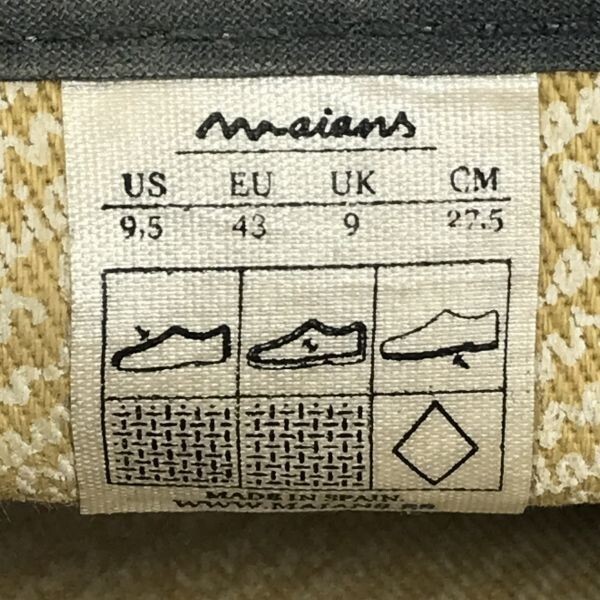 maians
US EU UK CM
9,5 43 9 27.5
MADE IN SPAIN.
WWW.MAIANS.ES